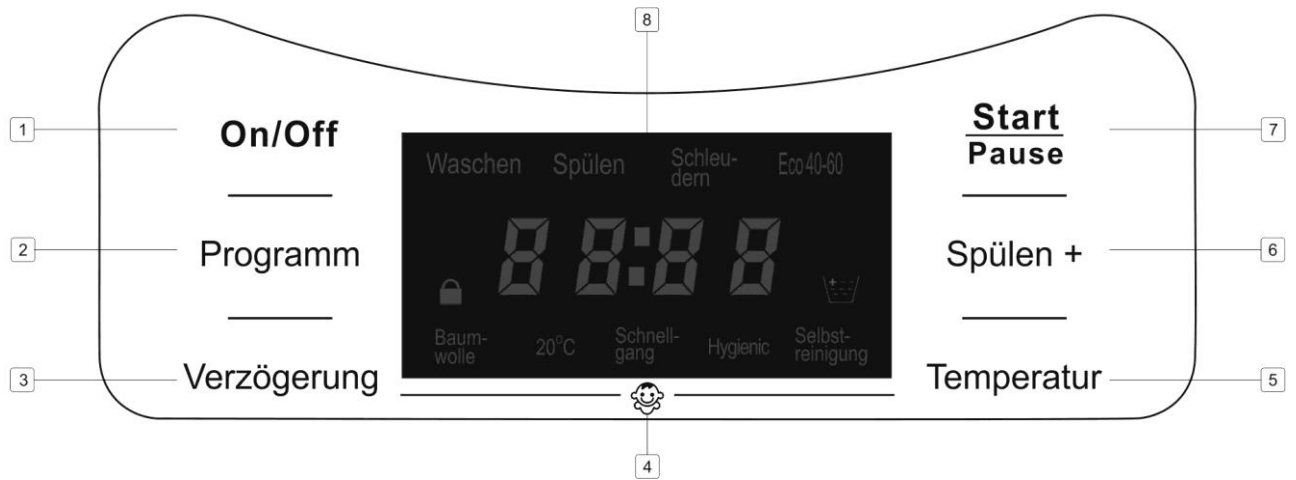 8
1
On/Off
Start
Pause
7
Waschen Spülen Schleu-
dern Eco 40-60
2
Programm
88:88
Spülen +
6
Baum-
wolle 20°C Schnell-
gang Hygienic Selbst-
reinigung
3
Verzögerung
Temperatur
5
4